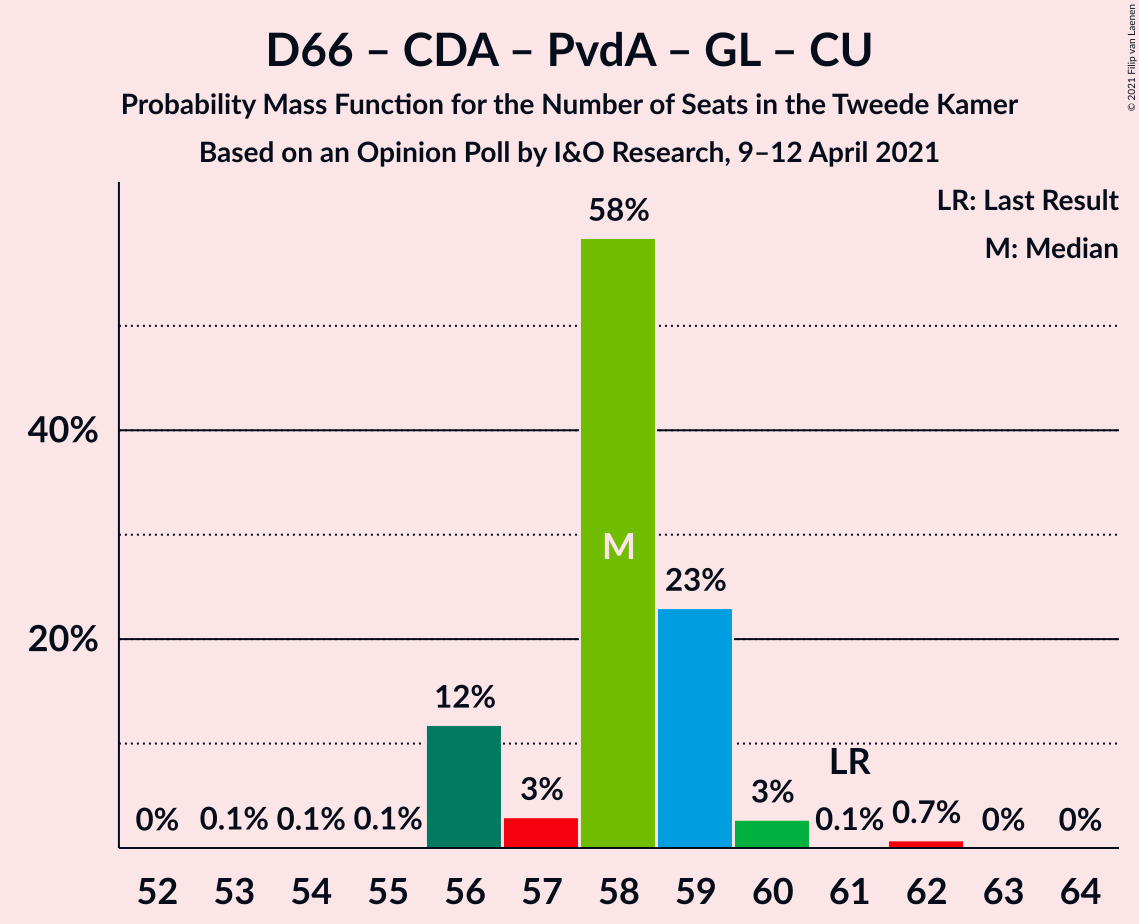 D66 – CDA – PvdA – GL – CU
Probability Mass Function for the Number of Seats in the Tweede Kamer
Based on an Opinion Poll by I&O Research, 9–12 April 2021
© 2021 Filip van Laenen
LR: Last Result
M: Median
58%
40%
M
23%
20%
12%
LR
3%
3%
0% 0.1% 0.1% 0.1% 0.1% 0.7% 0% 0%
52 53 54 55 56 57 58 59 60 61 62 63 64